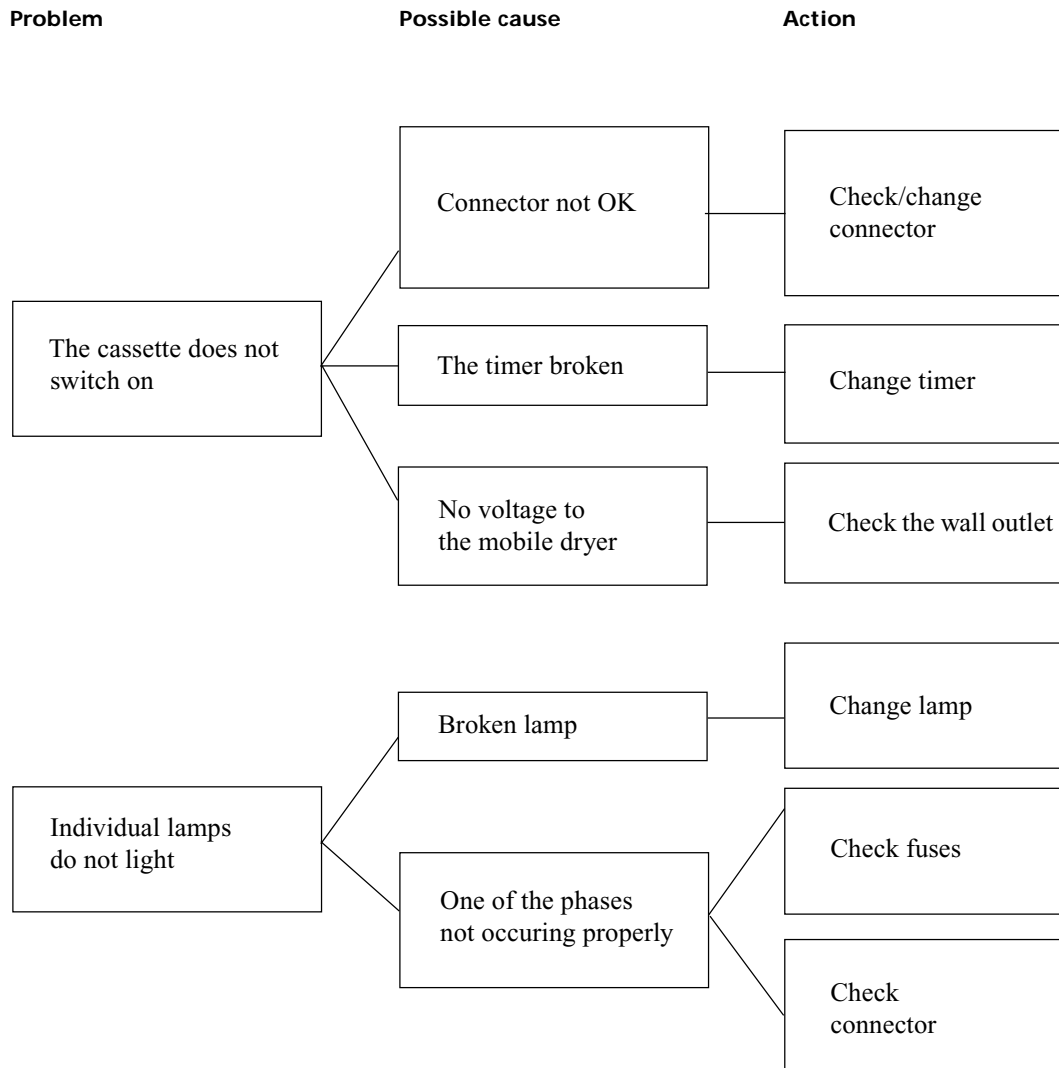 Problem
Possible cause
Action
Connector not OK
Check/change
connector
The cassette does not
switch on
The timer broken
Change timer
No voltage to
the mobile dryer
Check the wall outlet
Broken lamp
Change lamp
Individual lamps
do not light
One of the phases
not occuring properly
Check fuses
Check
connector